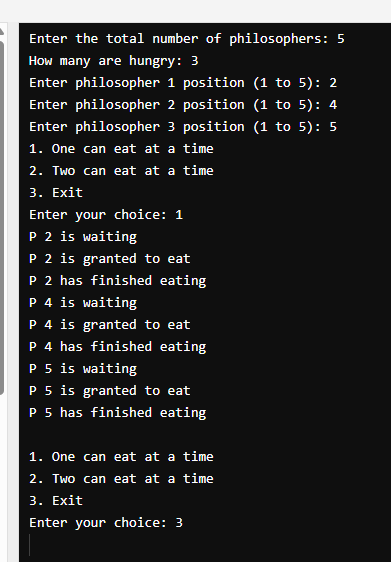 Enter the total number of philosophers: 5
How many are hungry: 3
Enter philosopher 1 position (1 to 5): 2
Enter philosopher 2 position (1 to 5): 4
Enter philosopher 3 position (1 to 5): 5
1. One can eat at a time
2. Two can eat at a time
3. Exit
Enter your choice: 1
P 2 is waiting
P 2 is granted to eat
P 2 has finished eating
P 4 is waiting
P 4 is granted to eat
P 4 has finished eating
P 5 is waiting
P 5 is granted to eat
P 5 has finished eating
1. One can eat at a time
2. Two can eat at a time
3. Exit
Enter your choice: 3